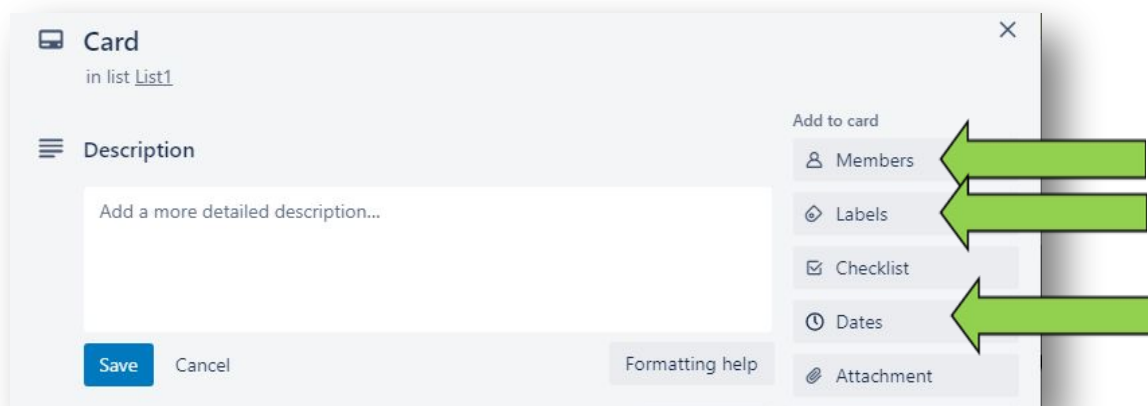 Card
in list List1
Description
Add a more detailed description...
Save
Cancel
Formatting help
Add to card
Members
Labels
Checklist
Dates
Attachment